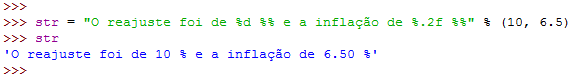 >>>
>>> str = "O reajuste foi de %d %% e a inflação de %.2f %%" % (10, 6.5)
>>> str
'O reajuste foi de 10 % e a inflação de 6.50 %'
>>>